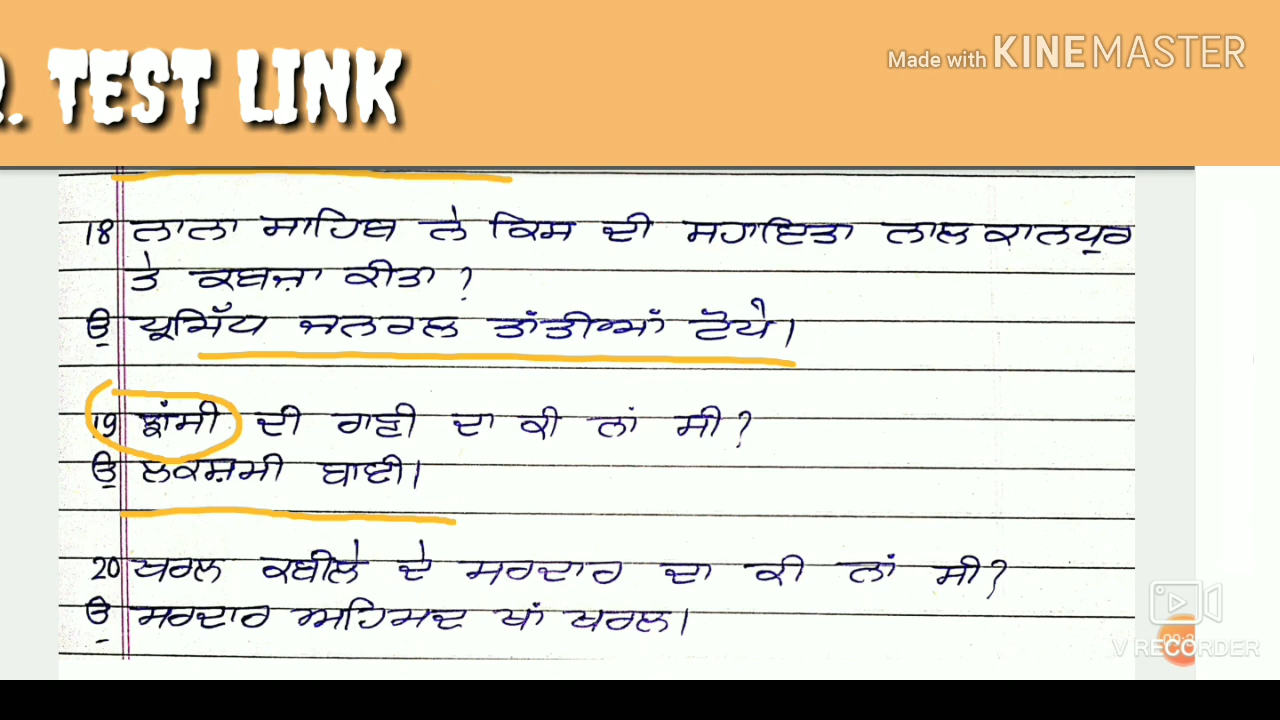 Q. TEST LINK
Made with KINEMASTER
18 ਨਾਨਾ ਸਾਹਿਬ ਨੇ ਕਿਸ ਦੀ ਸਹਾਇਤਾ ਨਾਲ ਕਾਨਪੁਰ
ਤੇ ਕਬਜ਼ਾ ਕੀਤਾ ?
ਉ ਪ੍ਰਸਿੱਧ ਜਨਰਲ ਤਾਂਤੀਆਂ ਟੋਪੇ।
19 ਝਾਂਸੀ ਦੀ ਰਾਣੀ ਦਾ ਕੀ ਨਾਂ ਸੀ ?
ਉ ਲਕਸ਼ਮੀ ਬਾਈ।
20 ਖਰਲ ਕਬੀਲੇ ਦੇ ਸਰਦਾਰ ਦਾ ਕੀ ਨਾਂ ਸੀ ?
ਉ ਸਰਦਾਰ ਅਹਿਮਦ ਖਾਂ ਖਰਲ।
V RECORDER